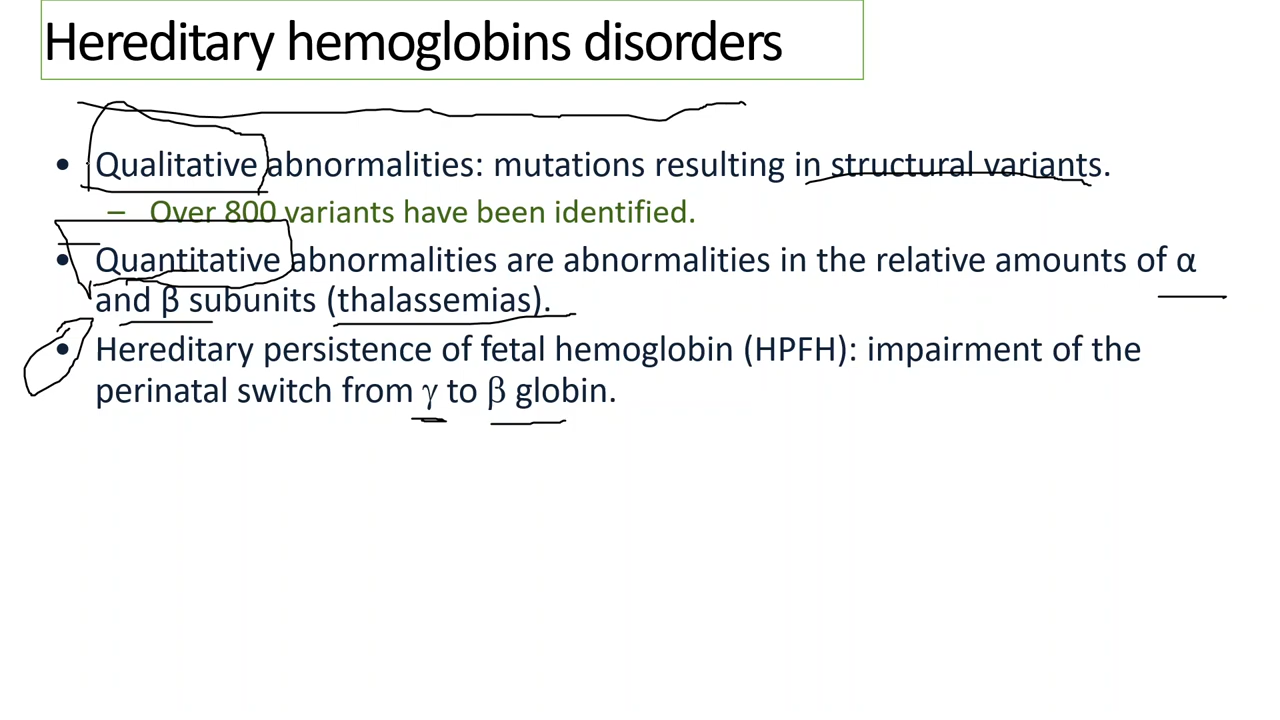 Hereditary hemoglobins disorders
• Qualitative abnormalities: mutations resulting in structural variants.
– Over 800 variants have been identified.
• Quantitative abnormalities are abnormalities in the relative amounts of α
and β subunits (thalassemias).
• Hereditary persistence of fetal hemoglobin (HPFH): impairment of the
perinatal switch from γ to β globin.